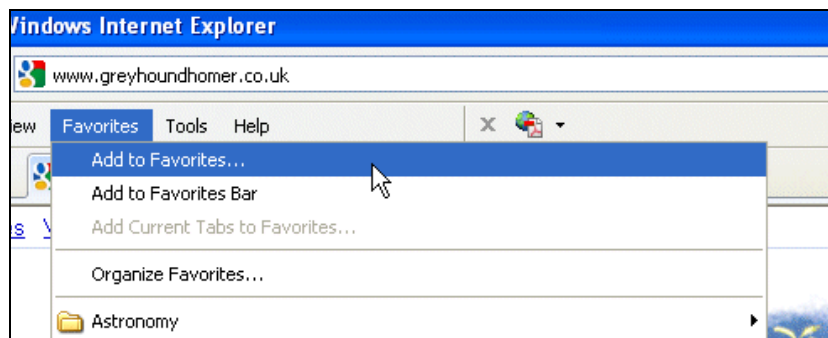 Windows Internet Explorer
www.greyhoundhomer.co.uk
iew Favorites Tools Help
Add to Favorites...
Add to Favorites Bar
Add Current Tabs to Favorites...
Organize Favorites...
Astronomy